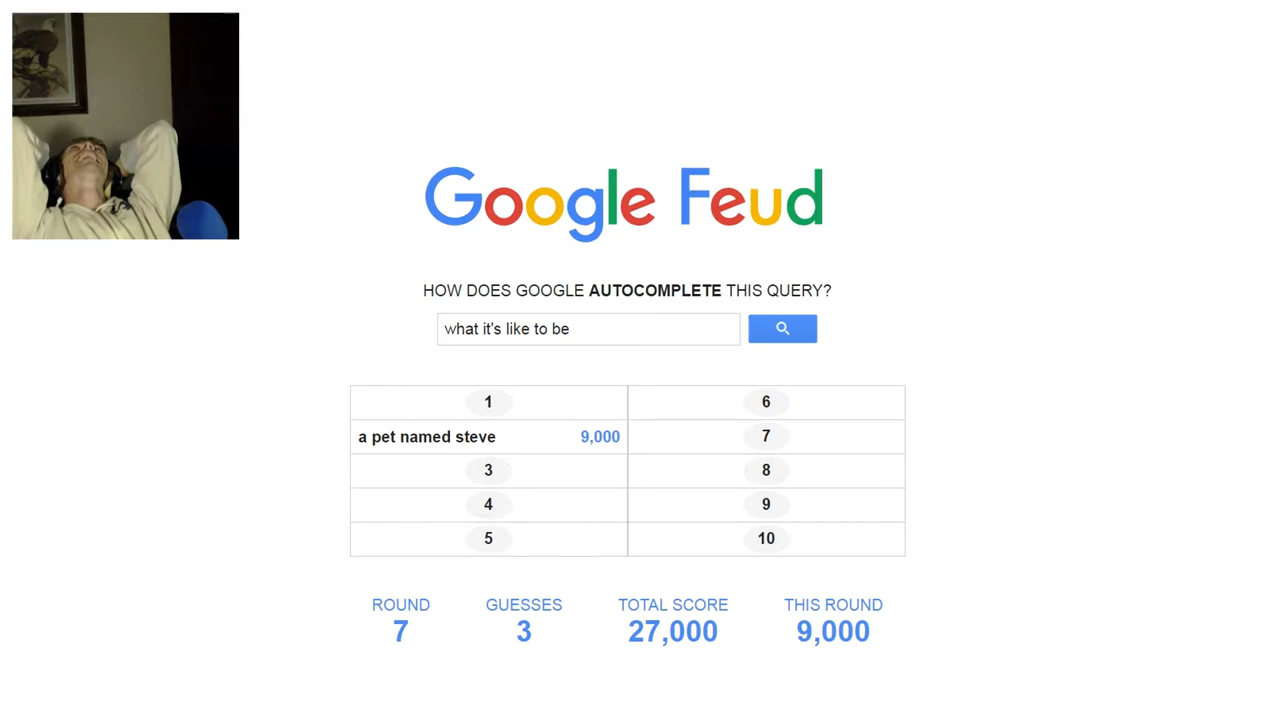 Google Feud
HOW DOES GOOGLE AUTOCOMPLETE THIS QUERY?
what it's like to be
1
6
a pet named steve 9,000
7
3
8
4
9
5
10
ROUND GUESSES TOTAL SCORE THIS ROUND
7 3 27,000 9,000